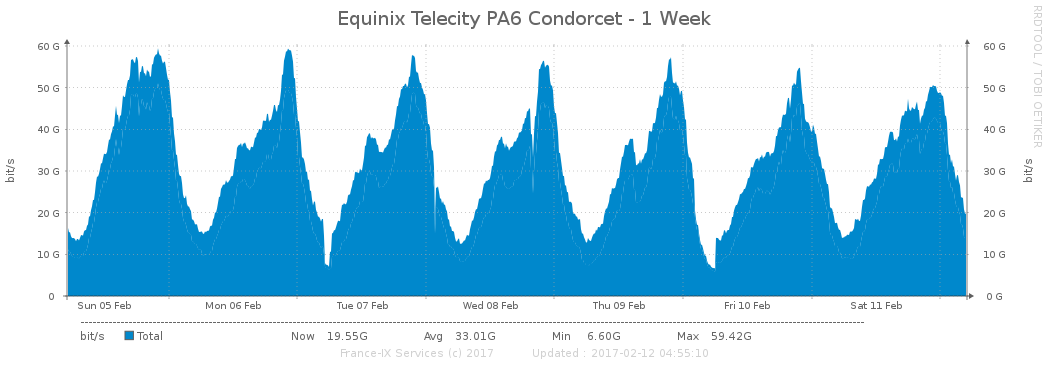 Equinix Telecity PA6 Condorcet - 1 Week
RRDTOOL / TOBI OETIKER
bit/s
60 G 60 G
50 G 50 G
40 G 40 G
30 G 30 G
20 G 20 G
10 G 10 G
0 0 G
bit/s
Sun 05 Feb Mon 06 Feb Tue 07 Feb Wed 08 Feb Thu 09 Feb Fri 10 Feb Sat 11 Feb
bit/s Total Now 19.55G Avg 33.01G Min 6.60G Max 59.42G
France-IX Services (c) 2017 Updated : 2017-02-12 04:55:10